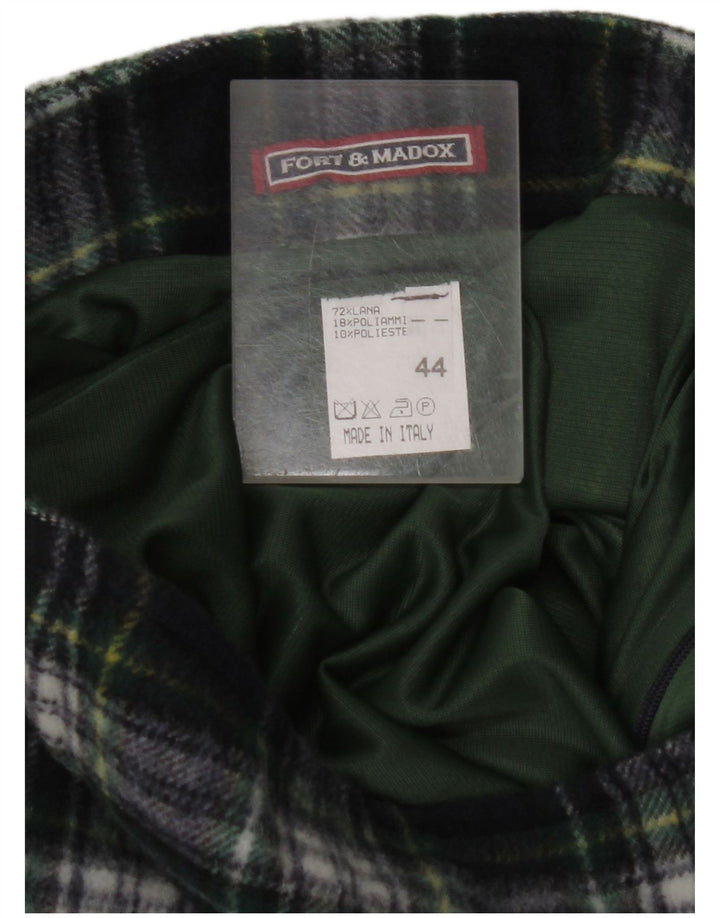 FORT & MADOX
72%LANA
18%POLIAMMI
10%POLIESTE
44
P
MADE IN ITALY